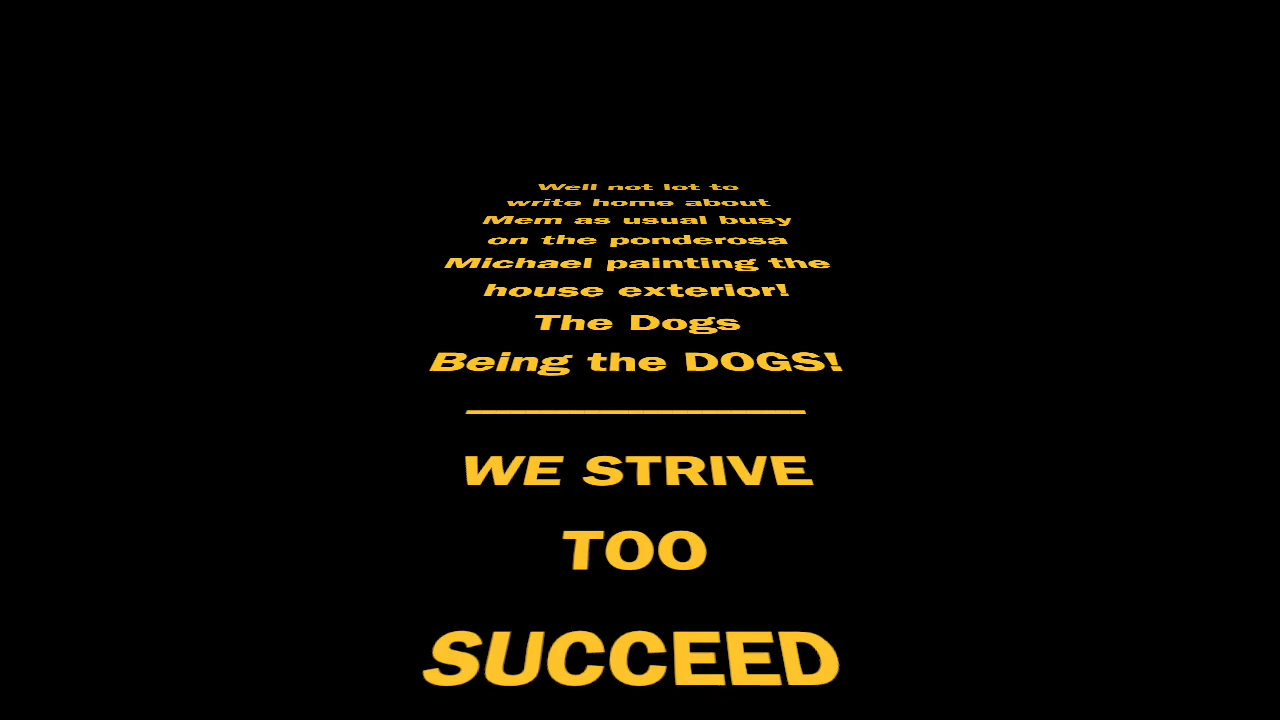 Well not lot to
write home about
Mem as usual busy
on the ponderosa
Michael painting the
house exterior!
The Dogs
Being the DOGS!
WE STRIVE
TOO
SUCCEED